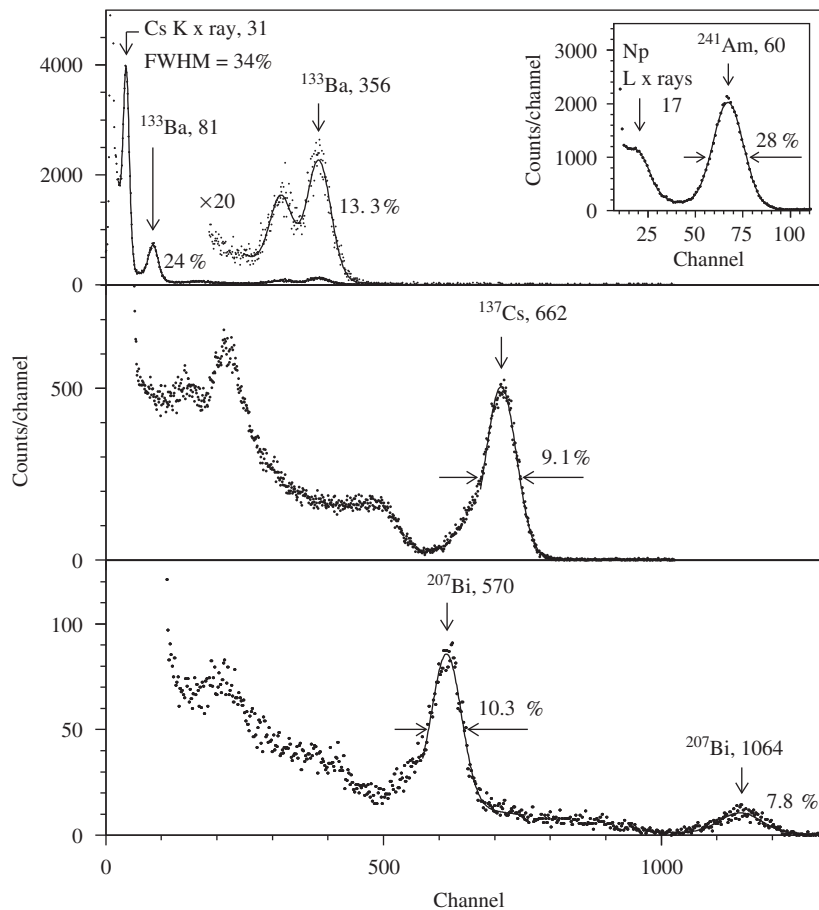 Cs K x ray, 31
FWHM = 34%
¹³³Ba, 81
¹³³Ba, 356
×20
13.3%
24%
4000
2000
0
Counts/channel
3000
2000
1000
0
Np
L x rays
17
²⁴¹Am, 60
28 %
25
50
75
100
Channel
Counts/channel
500
0
¹³⁷Cs, 662
9.1%
100
50
0
²⁰⁷Bi, 570
10.3 %
²⁰⁷Bi, 1064
7.8 %
0
500
1000
Channel